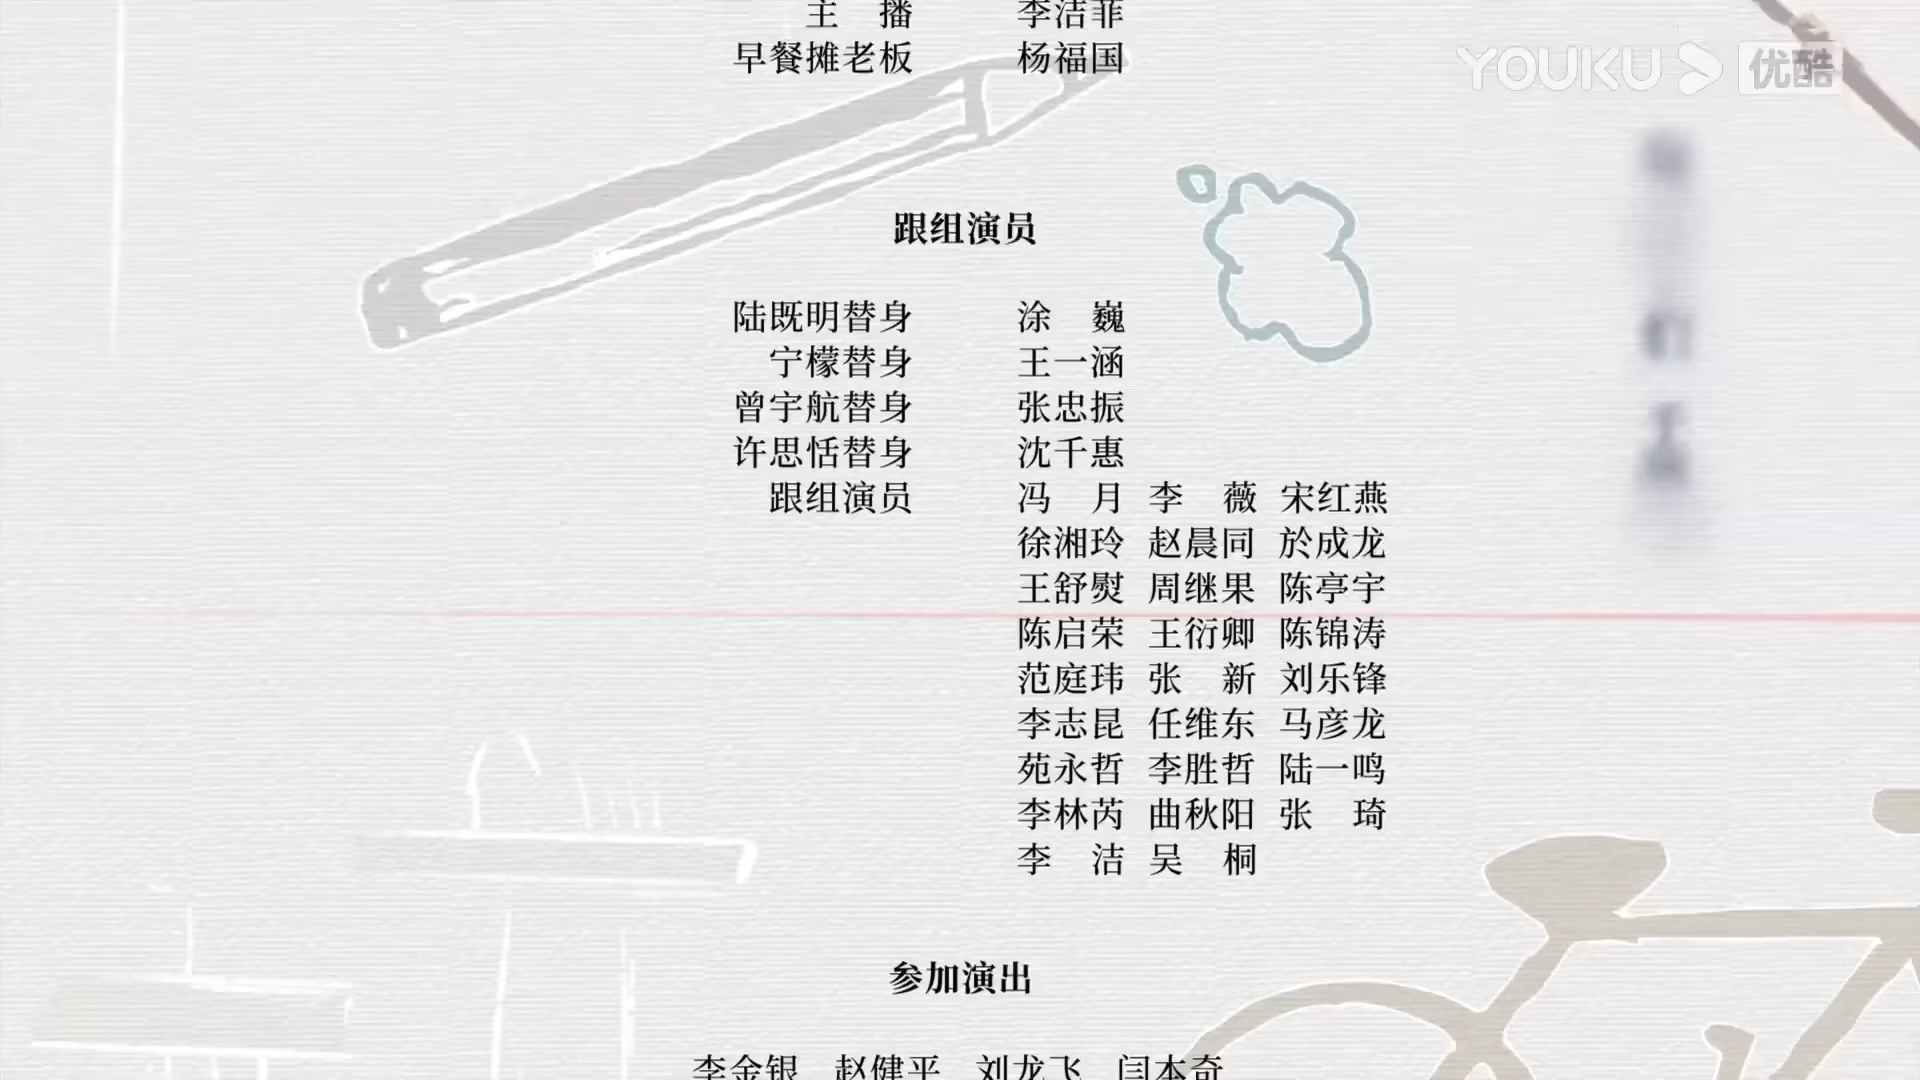 主 播 李洁菲
早餐摊老板 杨福国
YOUKU 优酷
跟组演员
陆既明替身 涂 巍
宁檬替身 王一涵
曾宇航替身 张忠振
许思恬替身 沈千惠
跟组演员 冯 月 李 薇 宋红燕
徐湘玲 赵晨同 於成龙
王舒熨 周继果 陈亭宇
陈启荣 王衍卿 陈锦涛
范庭玮 张 新 刘乐锋
李志昆 任维东 马彦龙
苑永哲 李胜哲 陆一鸣
李林芮 曲秋阳 张 琦
李 洁 吴 桐
参加演出
李金银 赵健平 刘龙飞 闫本奇